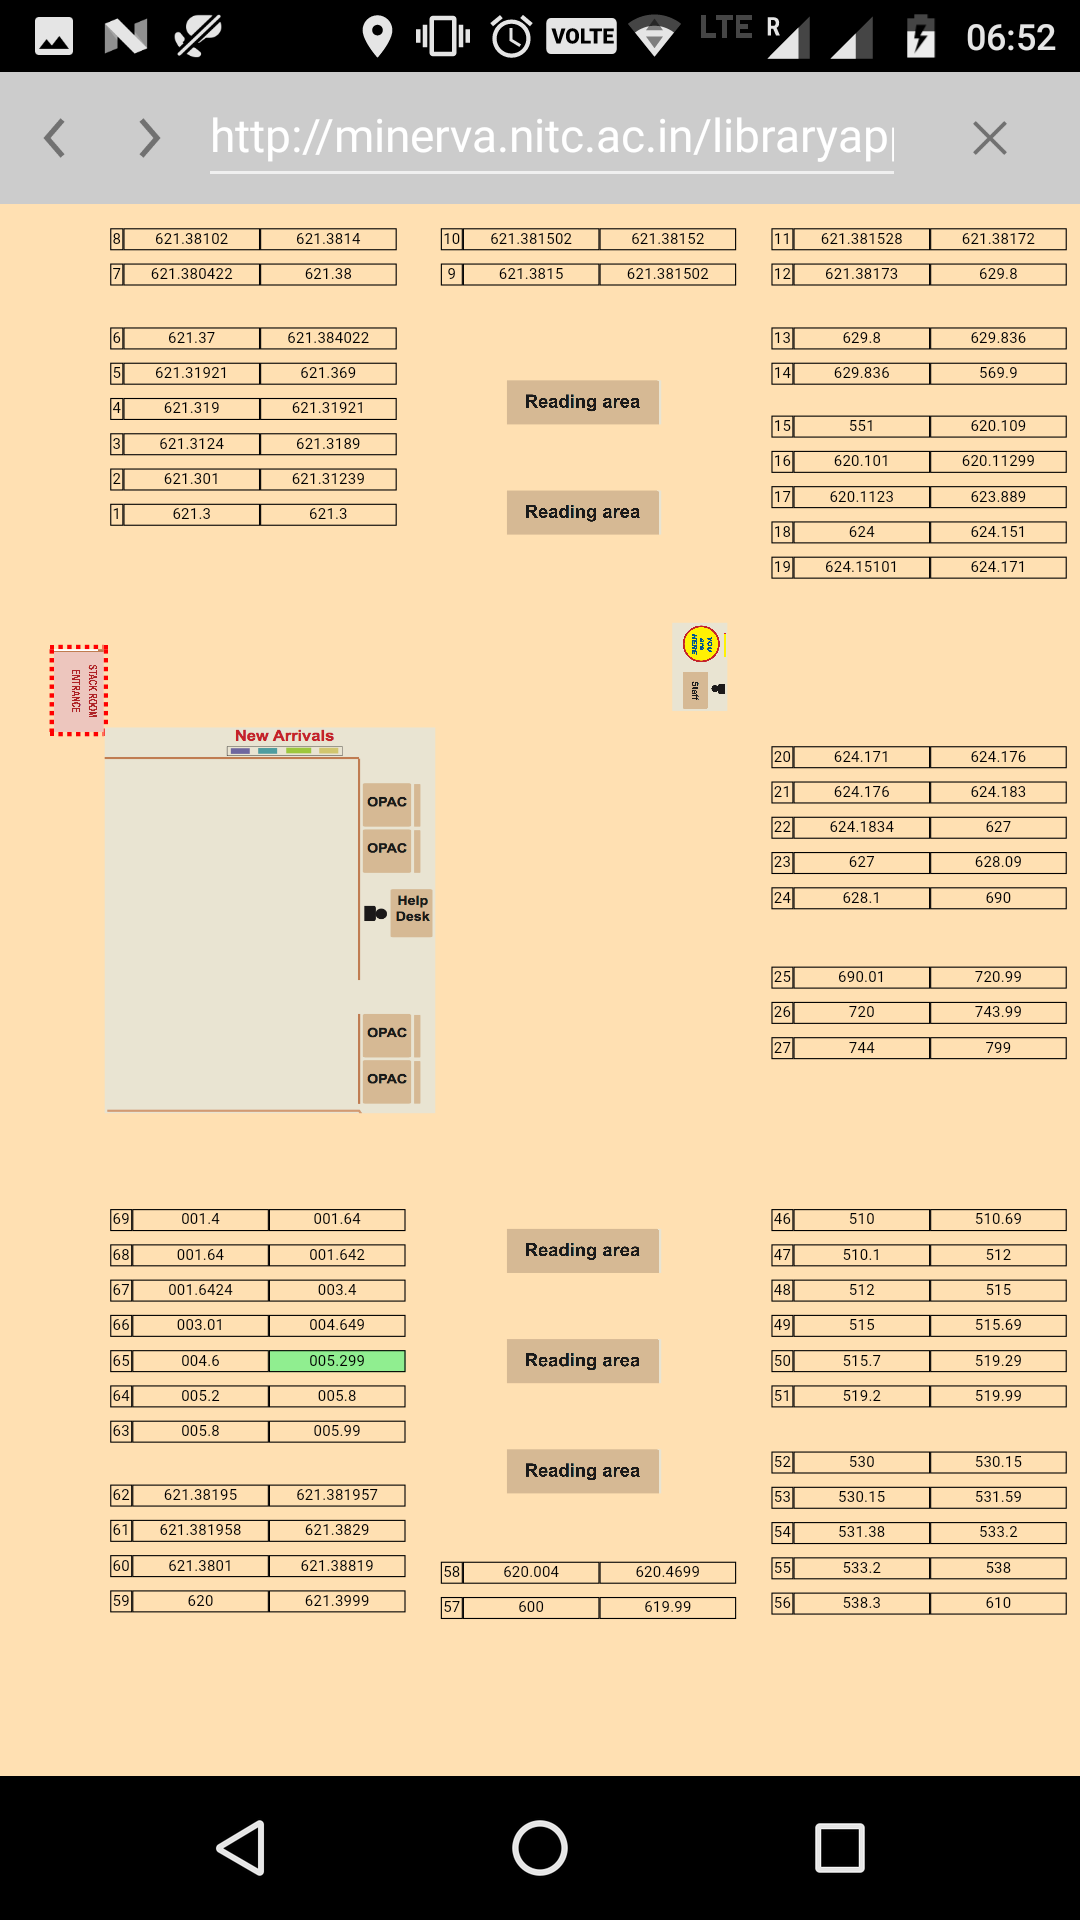 VOLTE LTE R 06:52
http://minerva.nitc.ac.in/libraryap
8 621.38102 621.3814 10 621.381502 621.38152 11 621.381528 621.38172
7 621.380422 621.38 9 621.3815 621.381502 12 621.38173 629.8
6 621.37 621.384022 13 629.8 629.836
5 621.31921 621.369 14 629.836 569.9
Reading area
4 621.319 621.31921
15 551 620.109
3 621.3124 621.3189
16 620.101 620.11299
2 621.301 621.31239
17 620.1123 623.889
1 621.3 621.3
Reading area
18 624 624.151
19 624.15101 624.171
YOU
are
HERE
Staff
STACK ROOM
ENTRANCE
New Arrivals
20 624.171 624.176
21 624.176 624.183
OPAC
22 624.1834 627
OPAC
23 627 628.09
24 628.1 690
Help
Desk
25 690.01 720.99
26 720 743.99
OPAC
27 744 799
OPAC
69 001.4 001.64 46 510 510.69
68 001.64 001.642 Reading area 47 510.1 512
67 001.6424 003.4 48 512 515
66 003.01 004.649 49 515 515.69
65 004.6 005.299 Reading area 50 515.7 519.29
64 005.2 005.8 51 519.2 519.99
63 005.8 005.99
52 530 530.15
Reading area
62 621.38195 621.381957 53 530.15 531.59
61 621.381958 621.3829 54 531.38 533.2
60 621.3801 621.38819 58 620.004 620.4699 55 533.2 538
59 620 621.3999 57 600 619.99 56 538.3 610